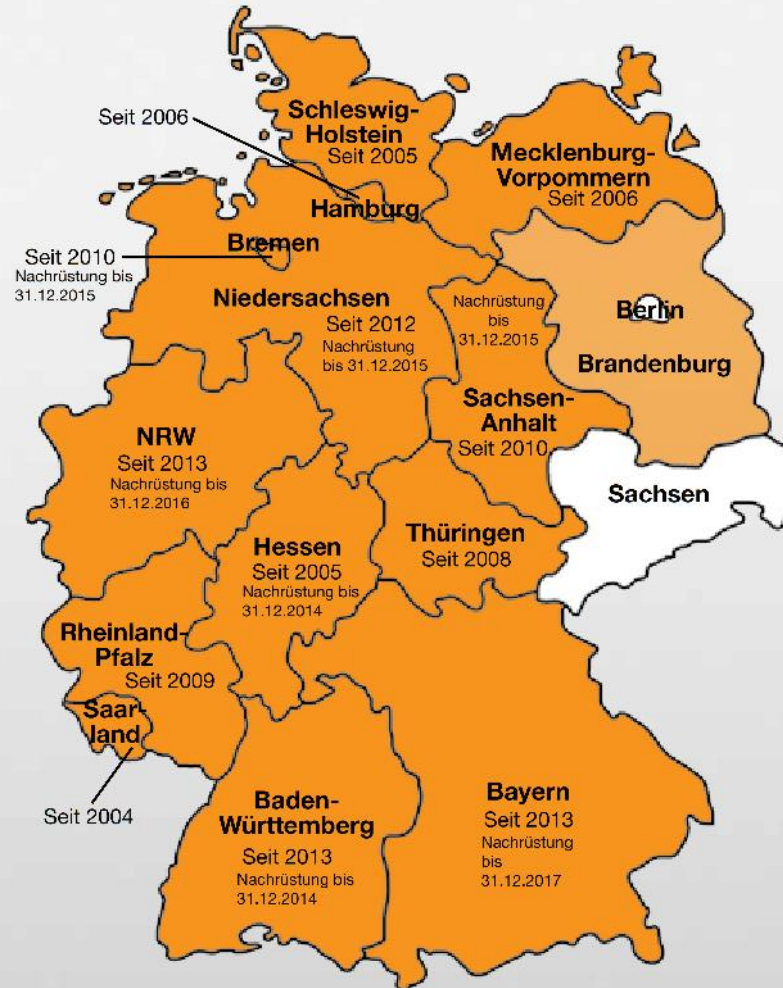 Seit 2006
Schleswig-
Holstein
Seit 2005
Mecklenburg-
Vorpommern
Seit 2006
Hamburg
Bremen
Seit 2010
Nachrüstung bis
31.12.2015
Niedersachsen
Seit 2012
Nachrüstung
bis 31.12.2015
Nachrüstung
bis
31.12.2015
Sachsen-
Anhalt
Seit 2010
Berlin
Brandenburg
NRW
Seit 2013
Nachrüstung bis
31.12.2016
Sachsen
Hessen
Seit 2005
Nachrüstung bis
31.12.2014
Thüringen
Seit 2008
Rheinland-
Pfalz
Seit 2009
Saar-
land
Seit 2004
Baden-
Württemberg
Seit 2013
Nachrüstung bis
31.12.2014
Bayern
Seit 2013
Nachrüstung
bis
31.12.2017